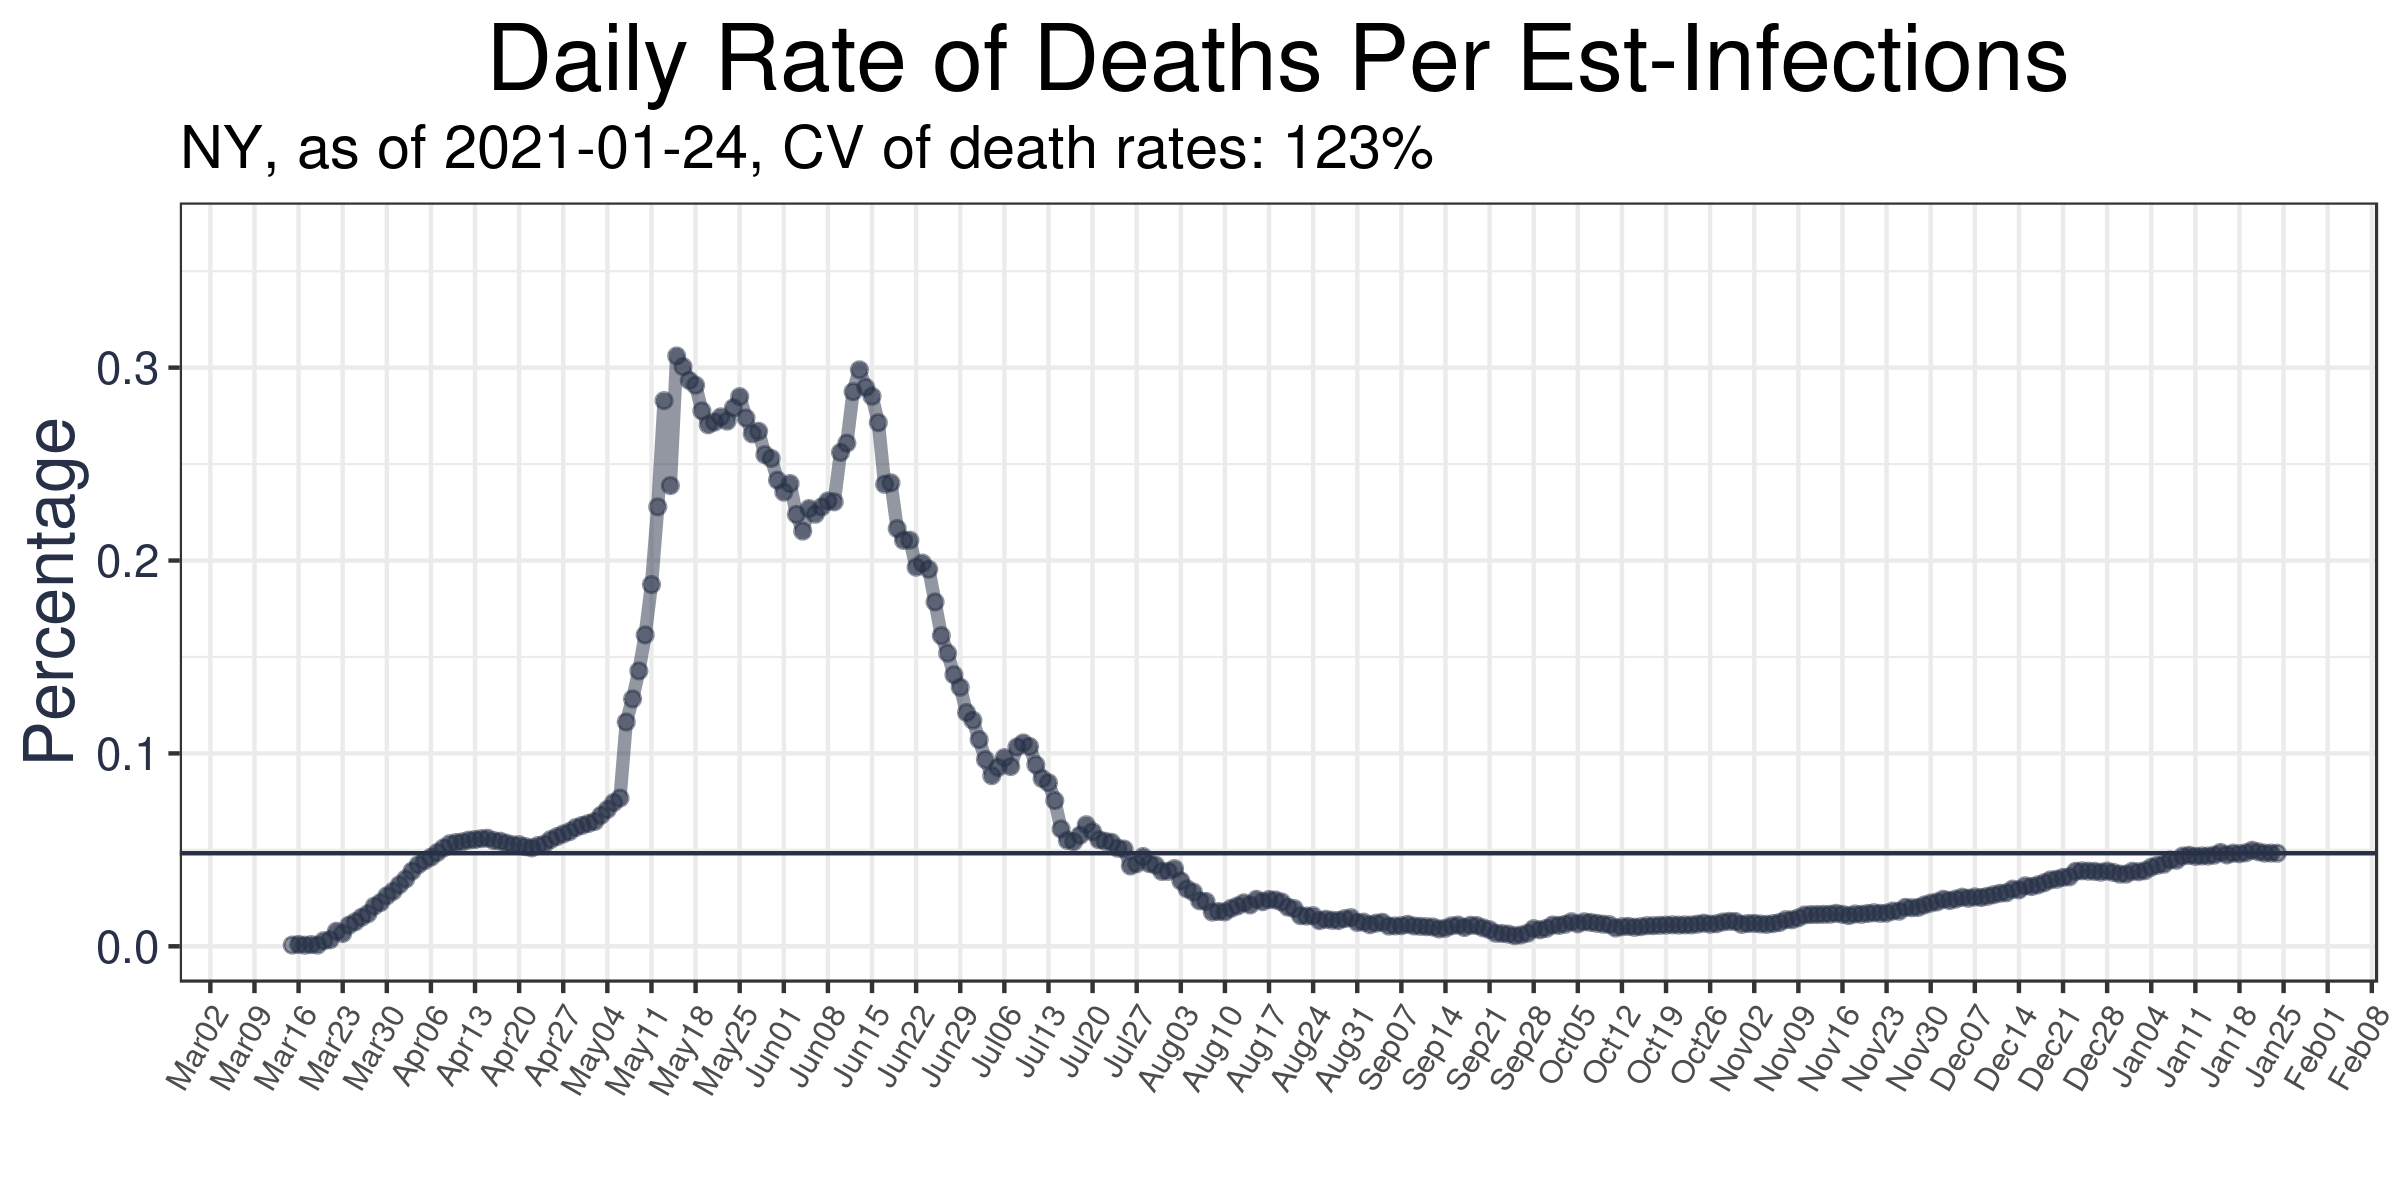 Daily Rate of Deaths Per Est-Infections
NY, as of 2021-01-24, CV of death rates: 123%
Percentage
0.3
0.2
0.1
0.0
Mar02
Mar09
Mar16
Mar23
Mar30
Apr06
Apr13
Apr20
Apr27
May04
May11
May18
May25
Jun01
Jun08
Jun15
Jun22
Jun29
Jul06
Jul13
Jul20
Jul27
Aug03
Aug10
Aug17
Aug24
Aug31
Sep07
Sep14
Sep21
Sep28
Oct05
Oct12
Oct19
Oct26
Nov02
Nov09
Nov16
Nov23
Nov30
Dec07
Dec14
Dec21
Dec28
Jan04
Jan11
Jan18
Jan25
Feb01
Feb08